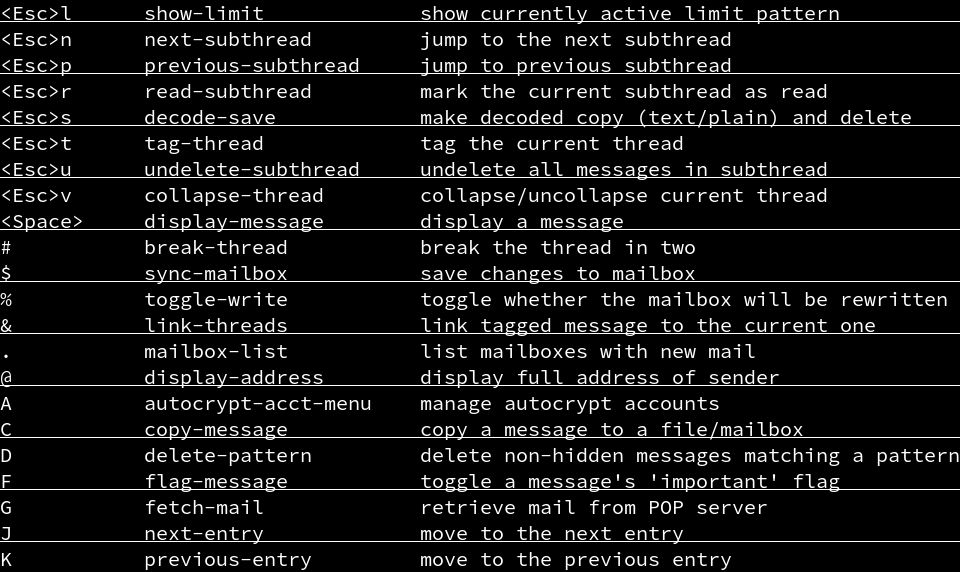 <Esc>l      show-limit             show currently active limit pattern
<Esc>n      next-subthread         jump to the next subthread
<Esc>p      previous-subthread     jump to previous subthread
<Esc>r      read-subthread         mark the current subthread as read
<Esc>s      decode-save            make decoded copy (text/plain) and delete
<Esc>t      tag-thread             tag the current thread
<Esc>u      undelete-subthread     undelete all messages in subthread
<Esc>v      collapse-thread        collapse/uncollapse current thread
<Space>     display-message        display a message
#           break-thread           break the thread in two
$           sync-mailbox           save changes to mailbox
%           toggle-write           toggle whether the mailbox will be rewritten
&           link-threads           link tagged message to the current one
.           mailbox-list           list mailboxes with new mail
@           display-address        display full address of sender
A           autocrypt-acct-menu    manage autocrypt accounts
C           copy-message           copy a message to a file/mailbox
D           delete-pattern         delete non-hidden messages matching a pattern
F           flag-message           toggle a message's 'important' flag
G           fetch-mail             retrieve mail from POP server
J           next-entry             move to the next entry
K           previous-entry         move to the previous entry